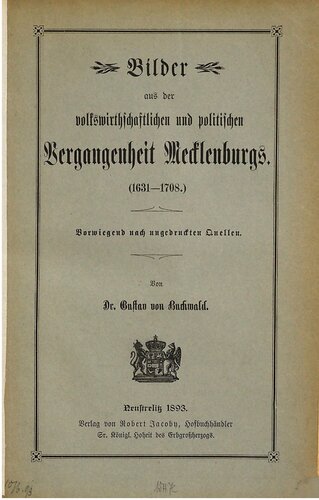 Bilder
aus der
volkswirthschaftlichen und politischen
Vergangenheit Mecklenburgs.
(1631—1708.)
Vorwiegend nach ungedruckten Quellen.
Von
Dr. Gustav von Buchwald.
Neustrelitz 1893.
Verlag von Robert Jacoby, Hofbuchhändler
Sr. Königl. Hoheit des Erbgroßherzogs.